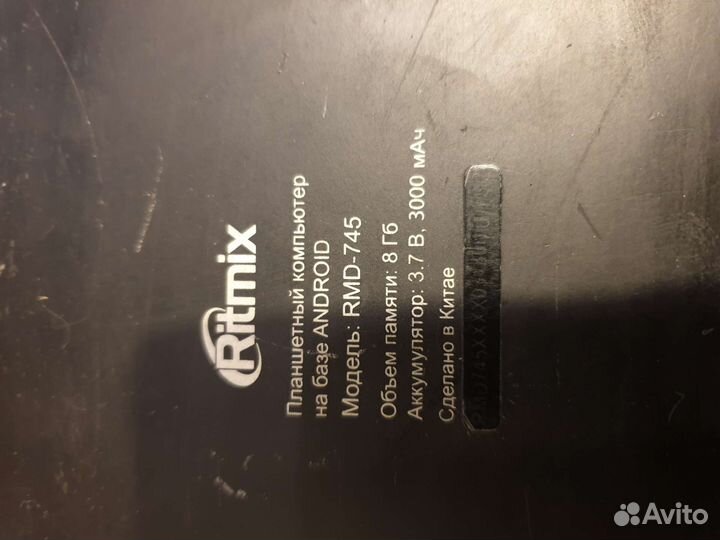 Ritmix
Планшетный компьютер
на базе ANDROID
Модель: RMD-745
Объем памяти: 8 Гб
Аккумулятор: 3.7 В, 3000 мАч
Сделано в Китае
Avito